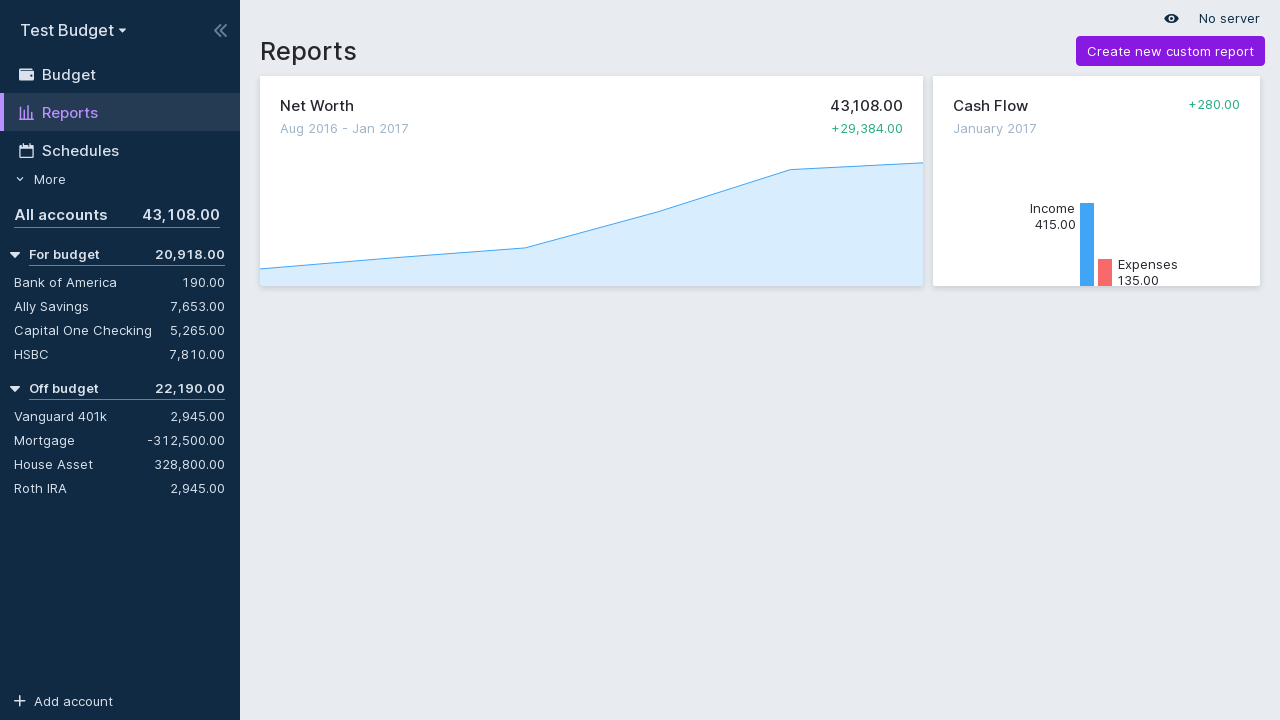 Test Budget
Budget
Reports
Schedules
More
All accounts 43,108.00
For budget 20,918.00
Bank of America 190.00
Ally Savings 7,653.00
Capital One Checking 5,265.00
HSBC 7,810.00
Off budget 22,190.00
Vanguard 401k 2,945.00
Mortgage -312,500.00
House Asset 328,800.00
Roth IRA 2,945.00
Add account
No server
Reports
Create new custom report
Net Worth 43,108.00
Aug 2016 - Jan 2017 +29,384.00
Cash Flow +280.00
January 2017
Income
415.00
Expenses
135.00